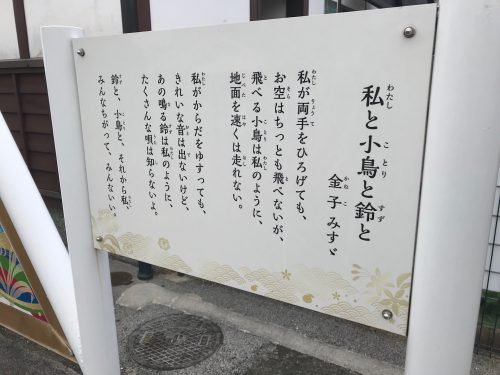 私と小鳥と鈴と
金子みすゞ
私が両手をひろげても、
お空はちっとも飛べないが、
飛べる小鳥は私のように、
地面を速くは走れない。
私がからだをゆすっても、
きれいな音は出ないけど、
あの鳴る鈴は私のように、
たくさんな唄は知らないよ。
鈴と、小鳥と、それから私、
みんなちがって、みんないい。